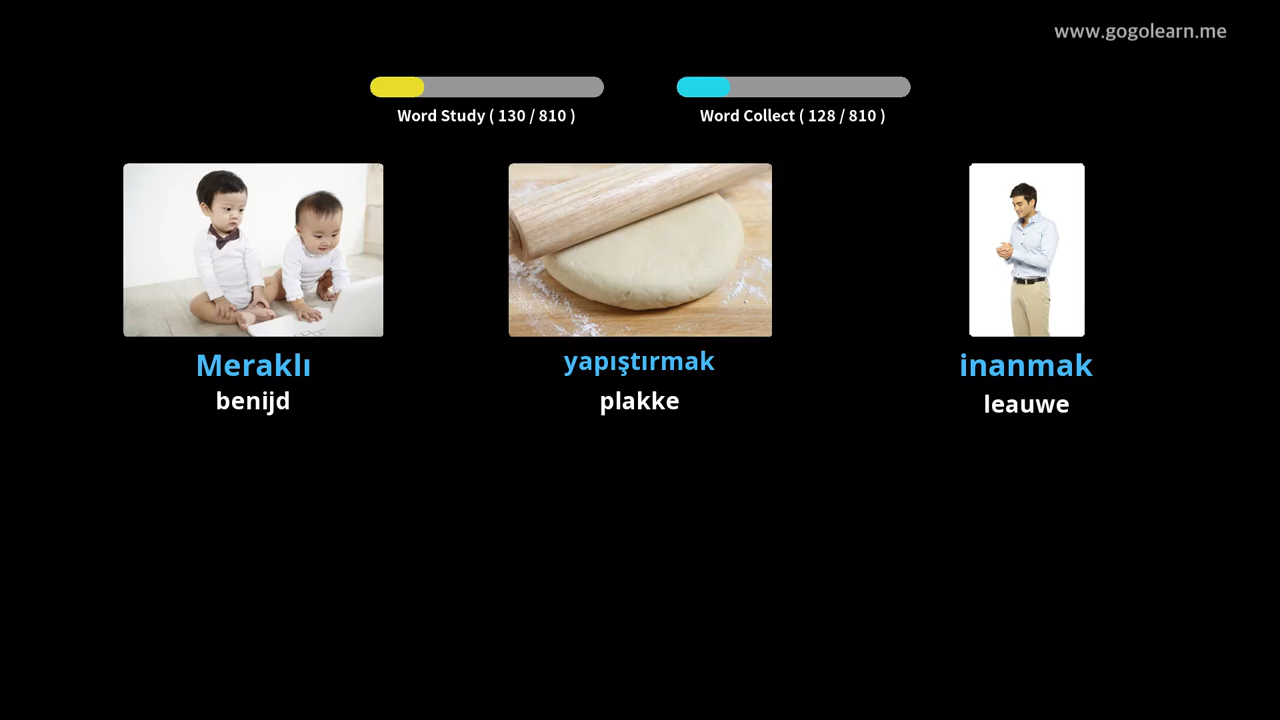 www.gogolearn.me
Word Study ( 130 / 810 )
Word Collect ( 128 / 810 )
Meraklı
benijd
yapıştırmak
plakke
inanmak
leauwe